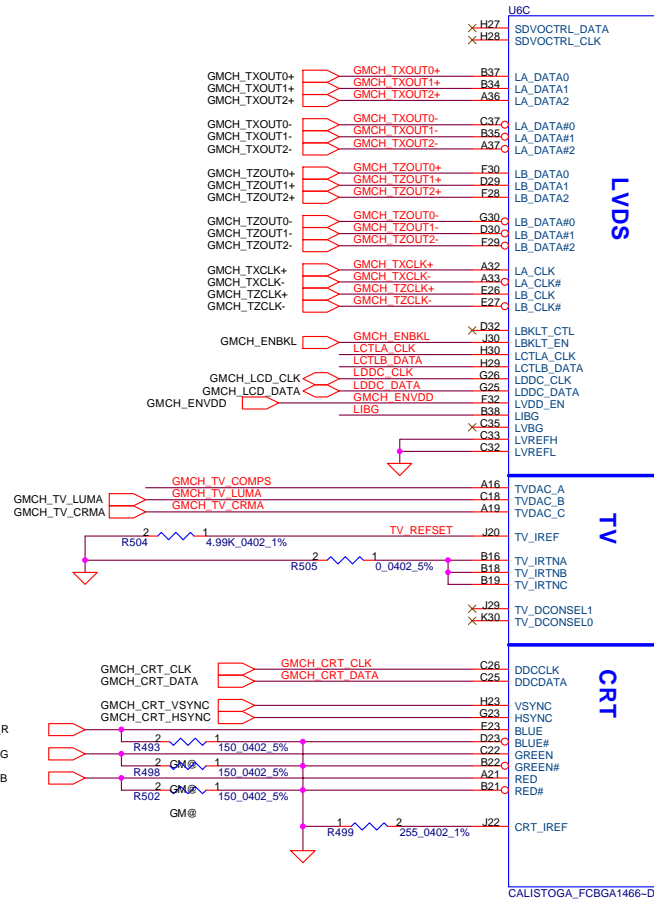 U6C
H27 SDVOCTRL_DATA
H28 SDVOCTRL_CLK
GMCH_TXOUT0+ GMCH_TXOUT0+ B37 LA_DATA0
GMCH_TXOUT1+ GMCH_TXOUT1+ B34 LA_DATA1
GMCH_TXOUT2+ GMCH_TXOUT2+ A36 LA_DATA2
GMCH_TXOUT0- GMCH_TXOUT0- C37 LA_DATA#0
GMCH_TXOUT1- GMCH_TXOUT1- B35 LA_DATA#1
GMCH_TXOUT2- GMCH_TXOUT2- A37 LA_DATA#2
GMCH_TZOUT0+ GMCH_TZOUT0+ F30 LB_DATA0
GMCH_TZOUT1+ GMCH_TZOUT1+ D29 LB_DATA1
GMCH_TZOUT2+ GMCH_TZOUT2+ F28 LB_DATA2
LVDS
GMCH_TZOUT0- GMCH_TZOUT0- G30 LB_DATA#0
GMCH_TZOUT1- GMCH_TZOUT1- D30 LB_DATA#1
GMCH_TZOUT2- GMCH_TZOUT2- F29 LB_DATA#2
GMCH_TXCLK+ GMCH_TXCLK+ A32 LA_CLK
GMCH_TXCLK- GMCH_TXCLK- A33 LA_CLK#
GMCH_TZCLK+ GMCH_TZCLK+ E26 LB_CLK
GMCH_TZCLK- GMCH_TZCLK- E27 LB_CLK#
D32 LBKLT_CTL
GMCH_ENBKL GMCH_ENBKL J30 LBKLT_EN
LCTLA_CLK H30 LCTLA_CLK
LCTLB_DATA H29 LCTLB_DATA
GMCH_LCD_CLK LDDC_CLK G26 LDDC_CLK
GMCH_LCD_DATA LDDC_DATA G25 LDDC_DATA
GMCH_ENVDD GMCH_ENVDD F32 LVDD_EN
LIBG B38 LIBG
C35 LVBG
C33 LVREFH
C32 LVREFL
GMCH_TV_COMPS A16 TVDAC_A
GMCH_TV_LUMA GMCH_TV_LUMA C18 TVDAC_B
GMCH_TV_CRMA GMCH_TV_CRMA A19 TVDAC_C
TV
R504 2 1 4.99K_0402_1% TV_REFSET J20 TV_IREF
R505 2 1 0_0402_5% B16 TV_IRTNA
B18 TV_IRTNB
B19 TV_IRTNC
J29 TV_DCONSEL1
K30 TV_DCONSEL0
GMCH_CRT_CLK GMCH_CRT_CLK C26 DDCCLK
GMCH_CRT_DATA GMCH_CRT_DATA C25 DDCDATA
CRT
GMCH_CRT_VSYNC H23 VSYNC
GMCH_CRT_HSYNC G23 HSYNC
R E23 BLUE
R493 2 1 150_0402_5% D23 BLUE#
G C22 GREEN
GM@
R498 2 1 150_0402_5% B22 GREEN#
B A21 RED
GM@
R502 2 1 150_0402_5% B21 RED#
GM@
R499 1 2 255_0402_1% J22 CRT_IREF
CALISTOGA_FCBGA1466~D